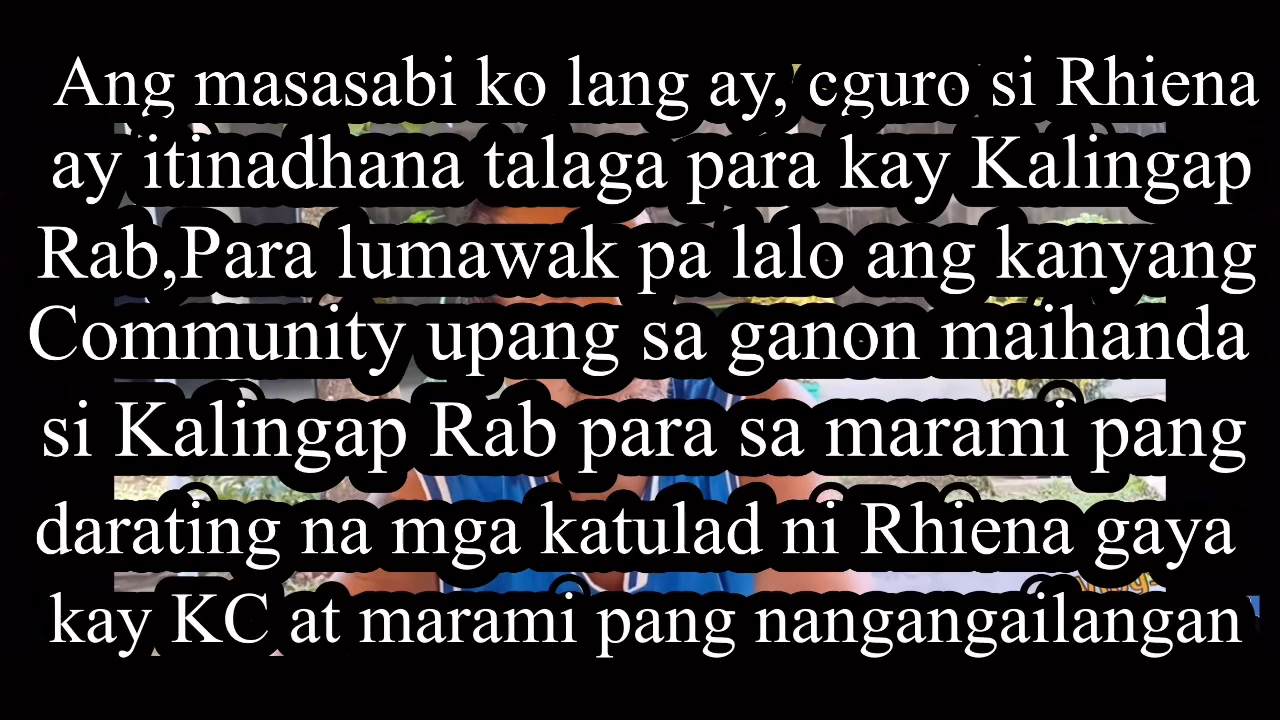 Ang masasabi ko lang ay, cguro si Rhiena
ay itinadhana talaga para kay Kalingap
Rab,Para lumawak pa lalo ang kanyang
Community upang sa ganon maihanda
si Kalingap Rab para sa marami pang
darating na mga katulad ni Rhiena gaya
kay KC at marami pang nangangailangan